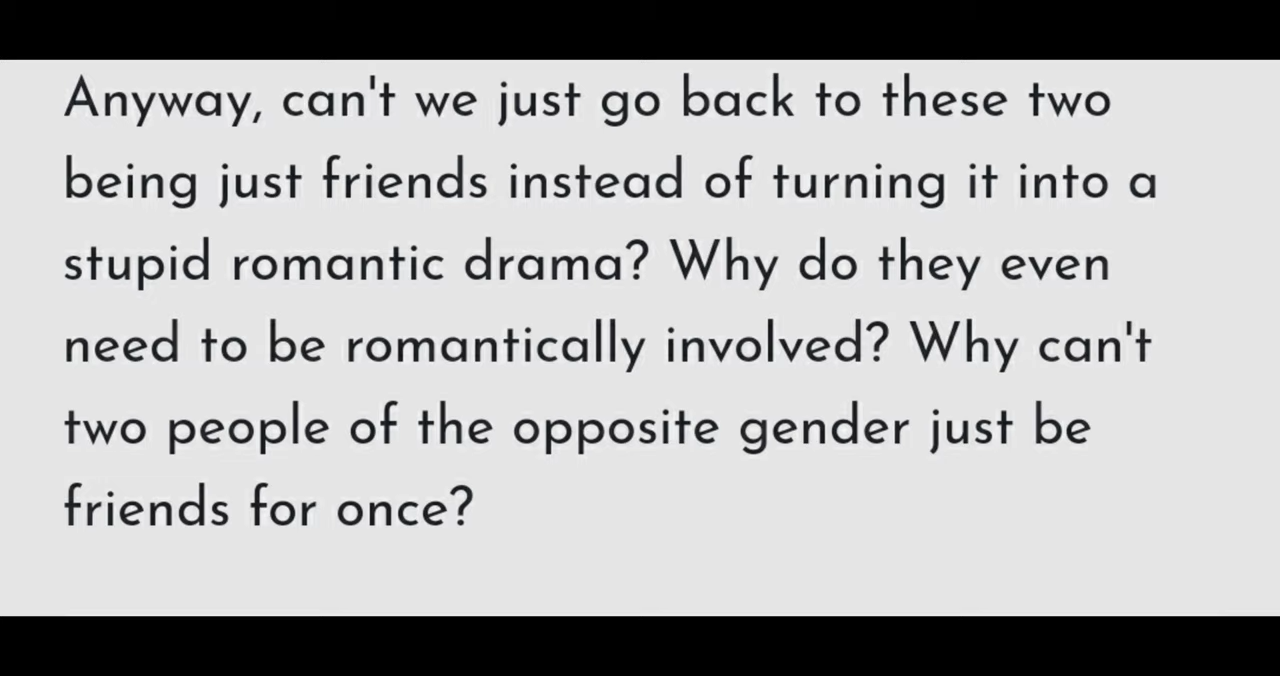 Anyway, can't we just go back to these two
being just friends instead of turning it into a
stupid romantic drama? Why do they even
need to be romantically involved? Why can't
two people of the opposite gender just be
friends for once?